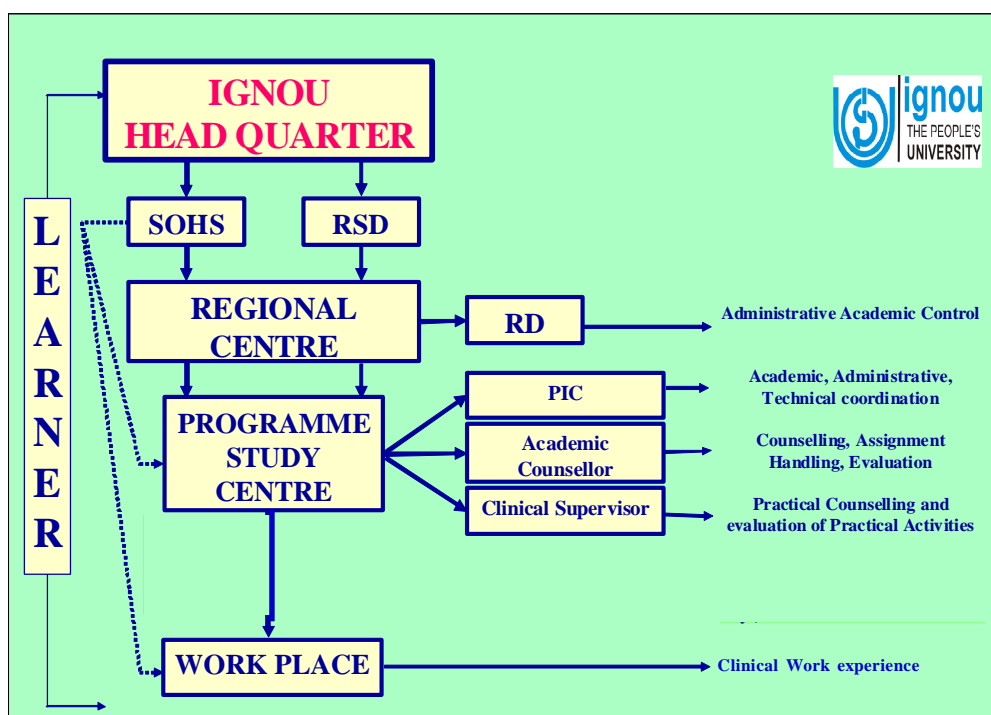 IGNOU
HEAD QUARTER
ignou
THE PEOPLE'S
UNIVERSITY
LEARNER
SOHS
RSD
REGIONAL
CENTRE
RD
Administrative Academic Control
PROGRAMME
STUDY
CENTRE
PIC
Academic, Administrative,
Technical coordination
Academic
Counsellor
Counselling, Assignment
Handling, Evaluation
Clinical Supervisor
Practical Counselling and
evaluation of Practical Activities
WORK PLACE
Clinical Work experience